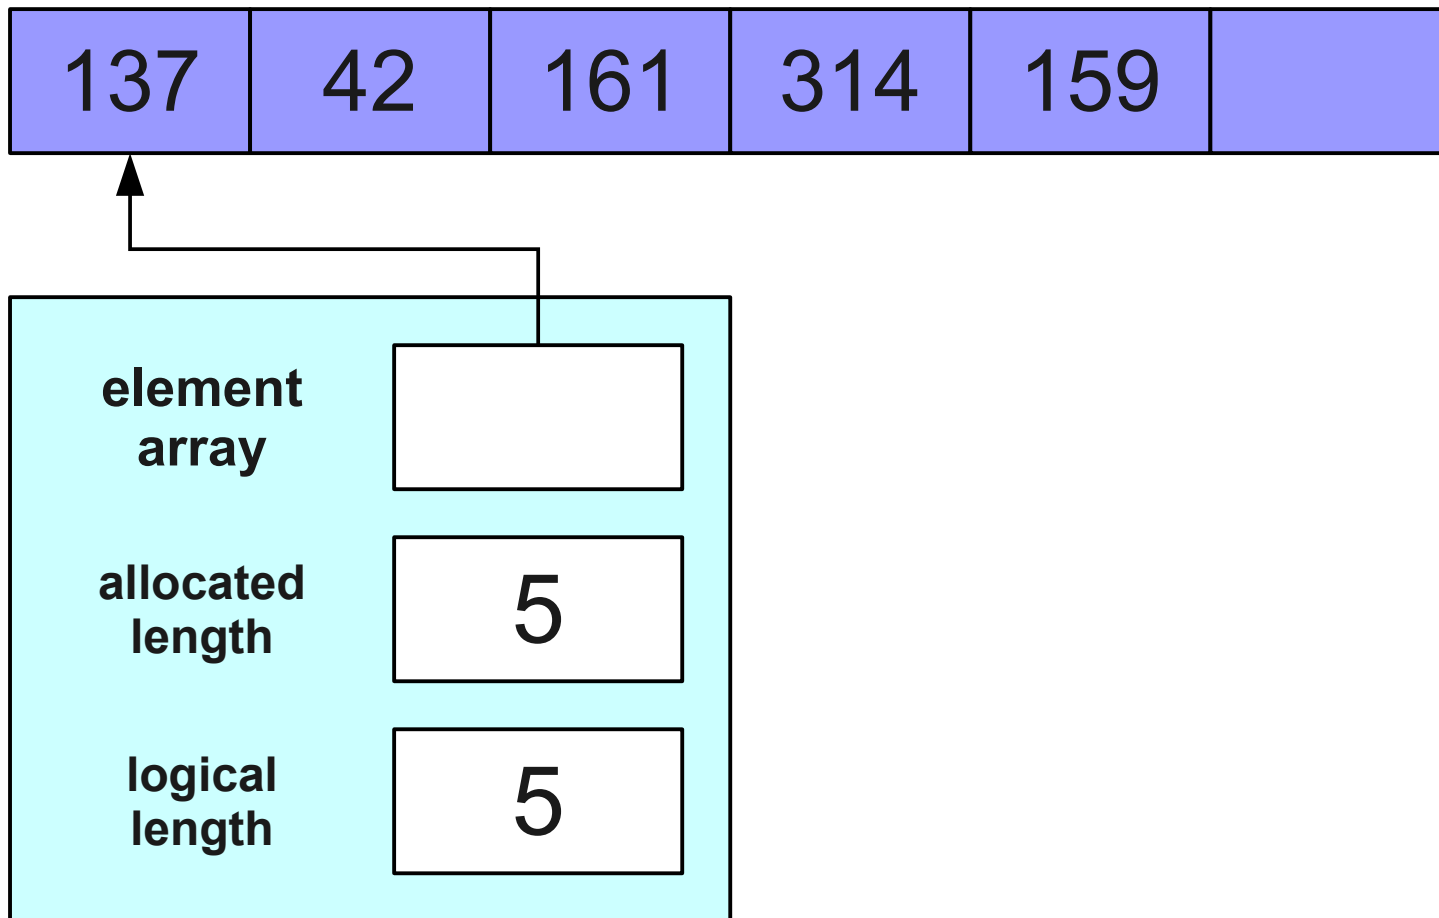 137 42 161 314 159
element
array
allocated
length
5
logical
length
5